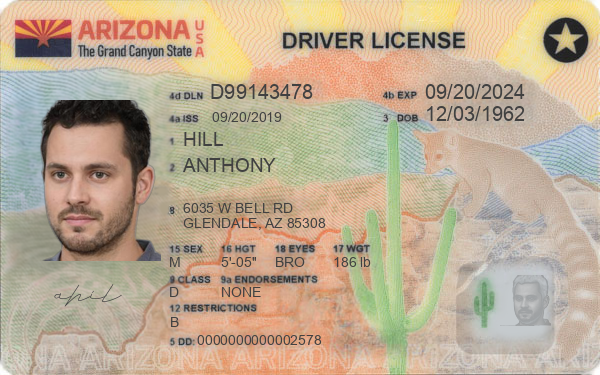 ARIZONA USA
The Grand Canyon State
DRIVER LICENSE
4d DLN D99143478
4b EXP 09/20/2024
4a ISS 09/20/2019
3 DOB 12/03/1962
1 HILL
2 ANTHONY
8 6035 W BELL RD
GLENDALE, AZ 85308
15 SEX 16 HGT 18 EYES 17 WGT
M 5'-05" BRO 186 lb
9 CLASS 9a ENDORSEMENTS
D NONE
12 RESTRICTIONS
B
5 DD: 0000000000002578
ARIZONA ARIZONA ARIZONA ARIZONA